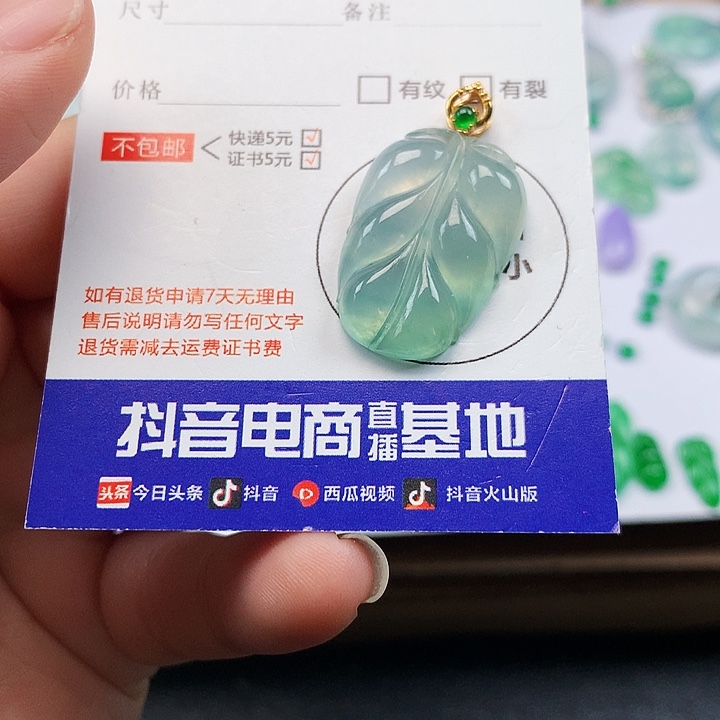 尺寸 备注
价格 有纹 有裂
不包邮 快递5元
证书5元
小
如有退货申请7天无理由
售后说明请勿写任何文字
退货需减去运费证书费
抖音电商直播基地
头条 今日头条 抖音 西瓜视频 抖音火山版